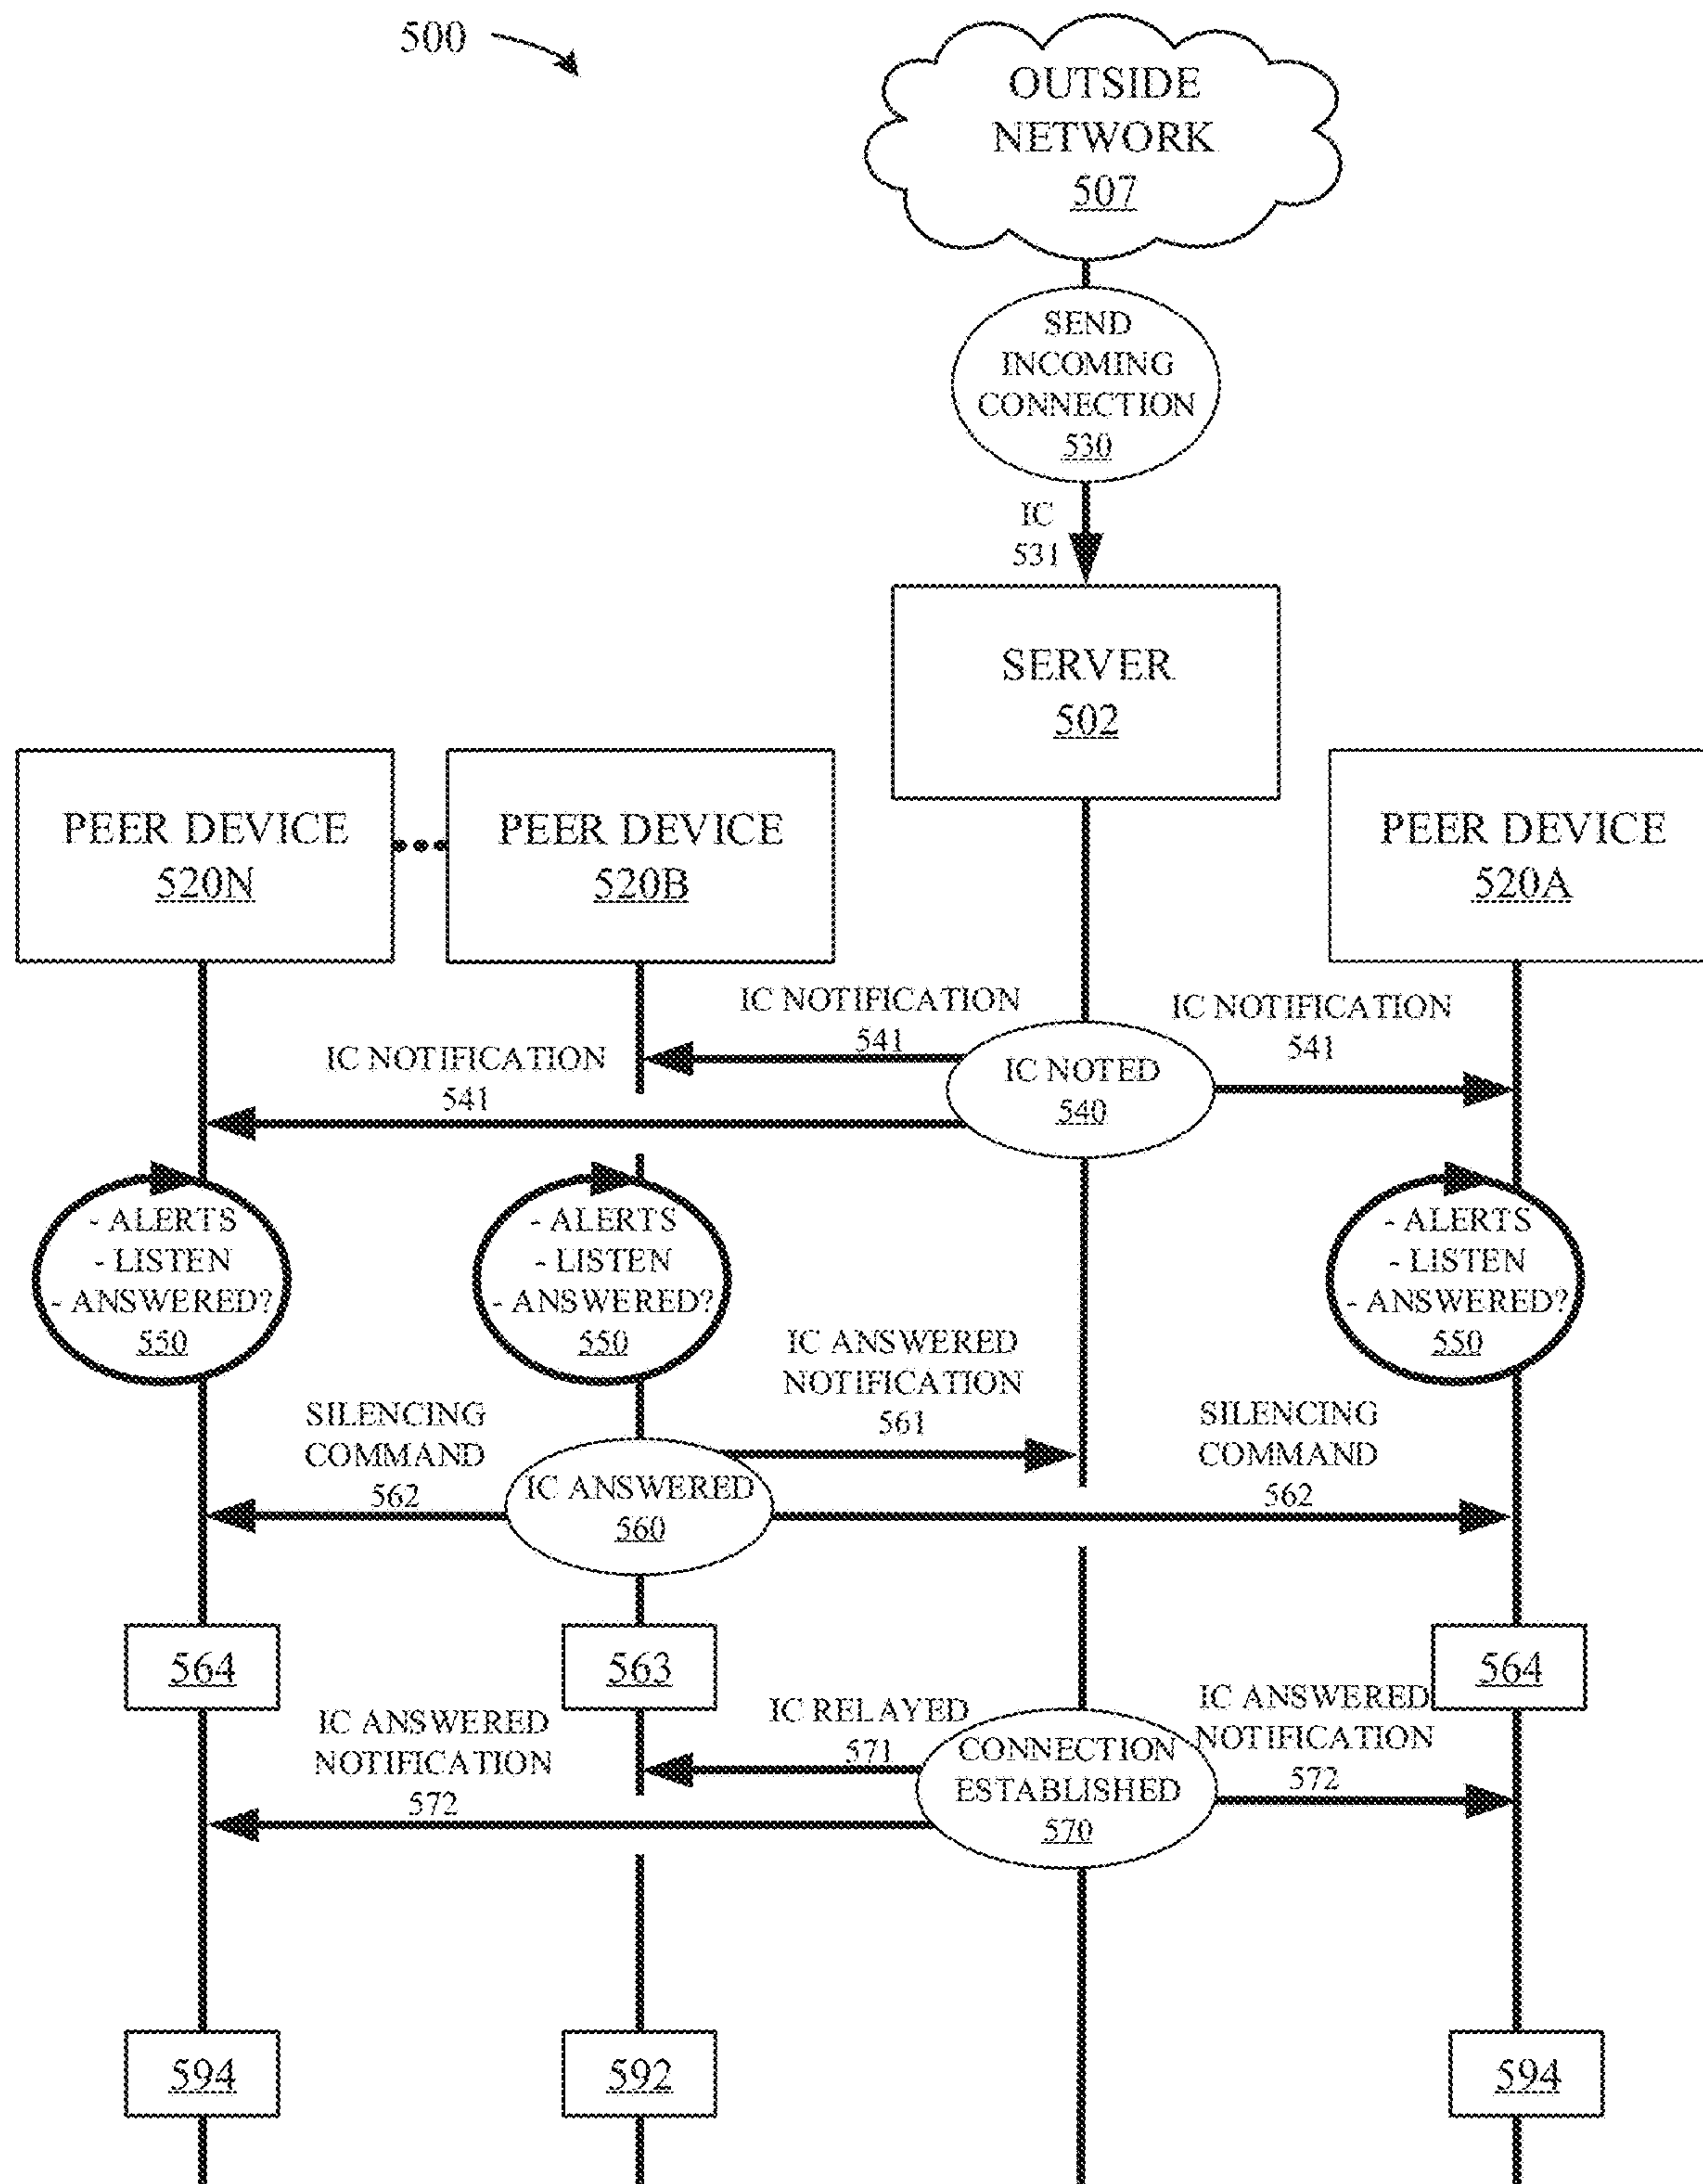 500
OUTSIDE
NETWORK
507
SEND
INCOMING
CONNECTION
530
IC
531
SERVER
502
PEER DEVICE
520N
PEER DEVICE
520B
PEER DEVICE
520A
IC NOTIFICATION
541
IC NOTIFICATION
541
IC NOTIFICATION
541
IC NOTED
540
- ALERTS
- LISTEN
- ANSWERED?
550
- ALERTS
- LISTEN
- ANSWERED?
550
- ALERTS
- LISTEN
- ANSWERED?
550
IC ANSWERED
NOTIFICATION
561
SILENCING
COMMAND
562
IC ANSWERED
560
SILENCING
COMMAND
562
564
563
564
IC ANSWERED
NOTIFICATION
572
IC RELAYED
571
CONNECTION
ESTABLISHED
570
IC ANSWERED
NOTIFICATION
572
594
592
594